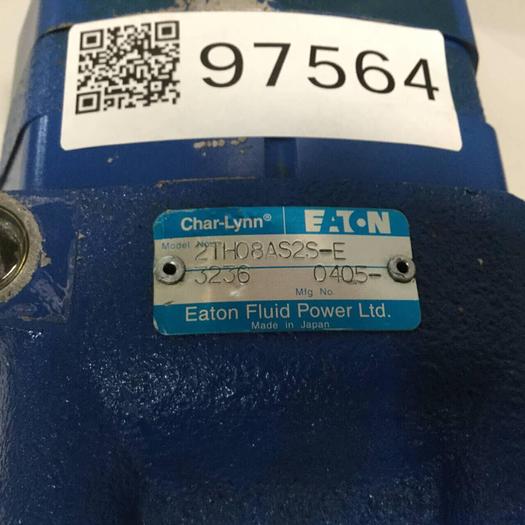 97564
Char-Lynn® EATON
Model No. 2TH08AS2S-E
3236 0405-
Mfg No.
Eaton Fluid Power Ltd.
Made in Japan